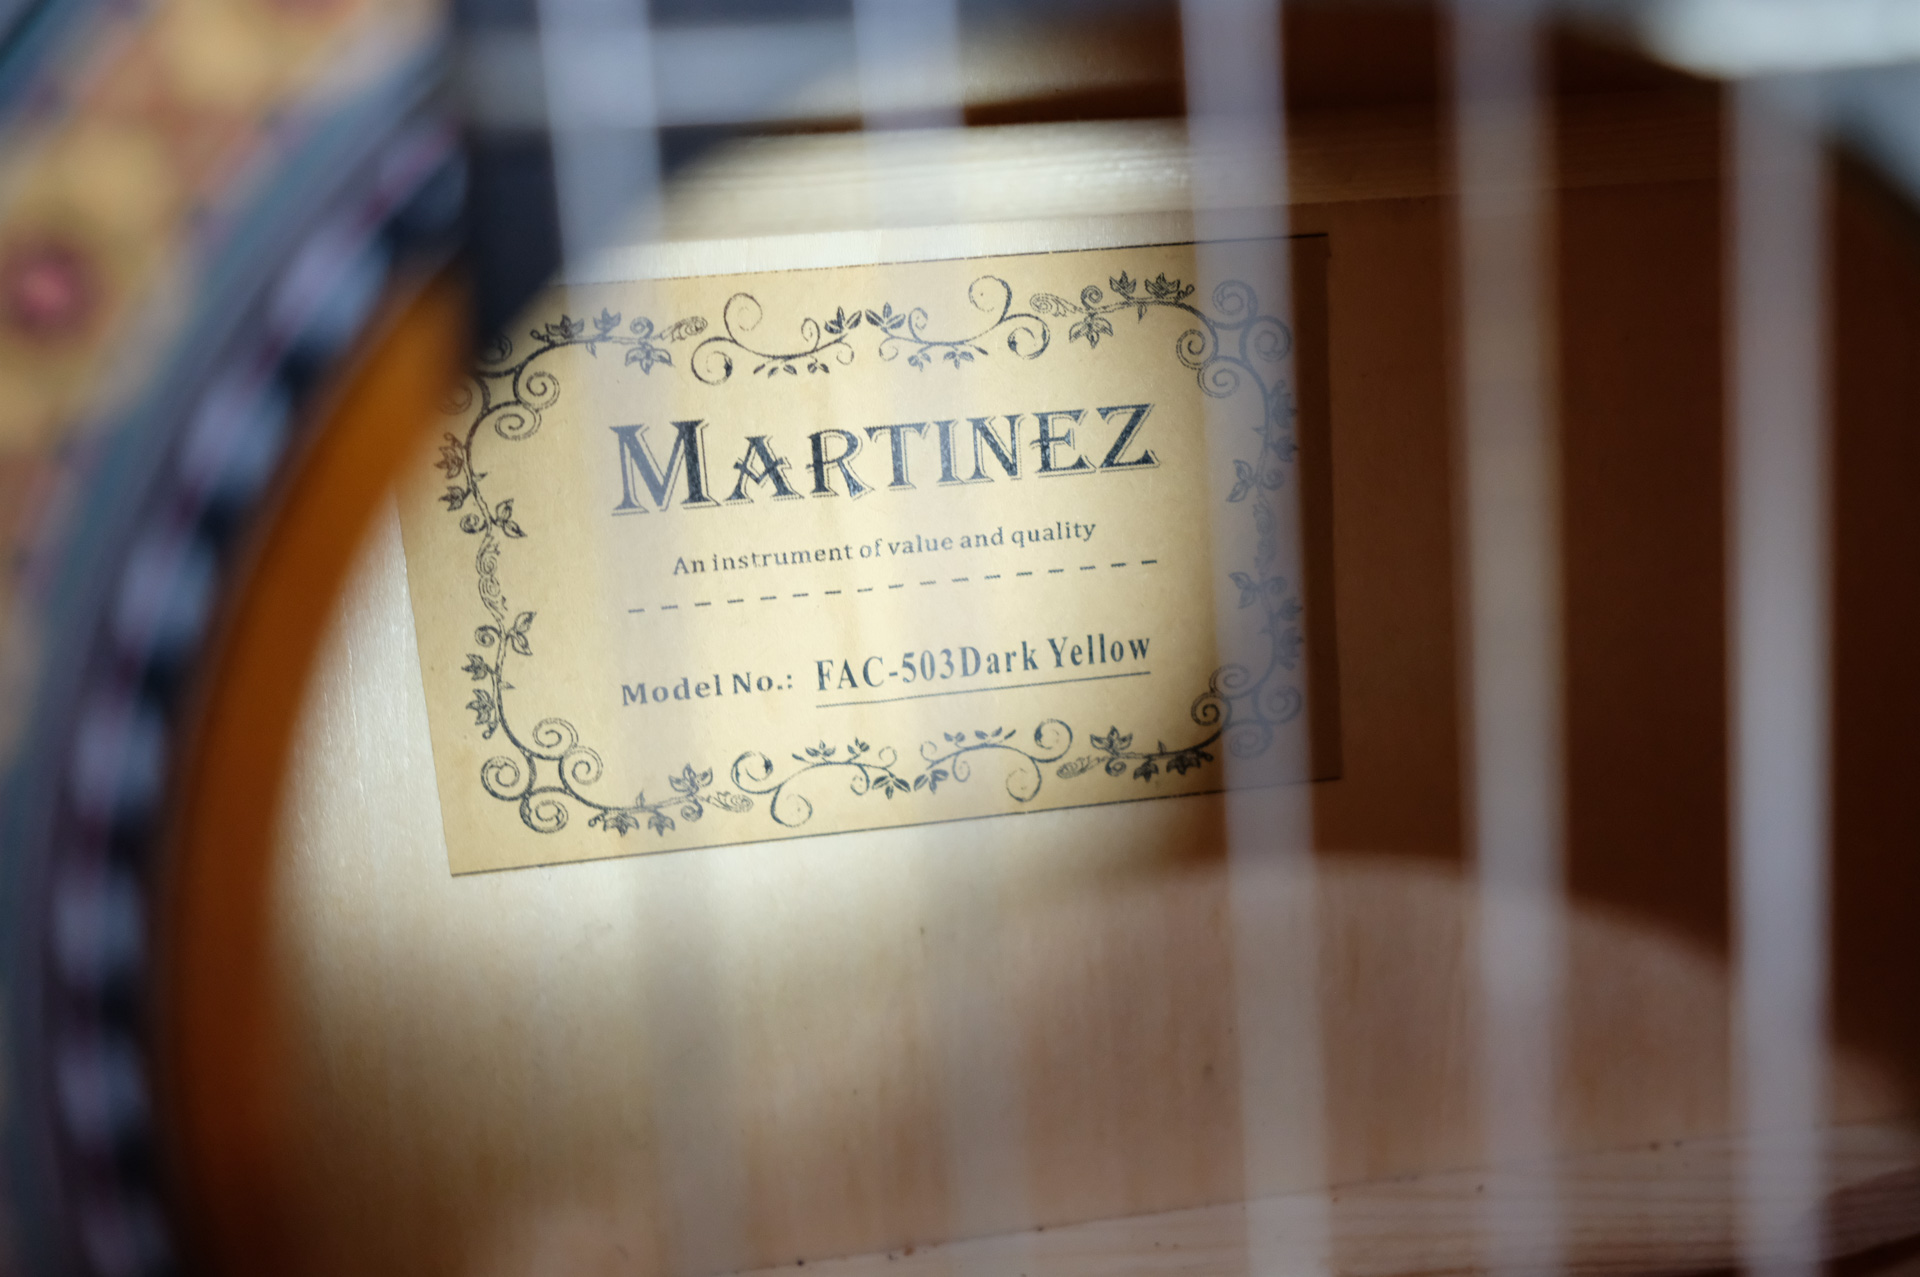 MARTINEZ
An instrument of value and quality
Model No.: FAC-503Dark Yellow